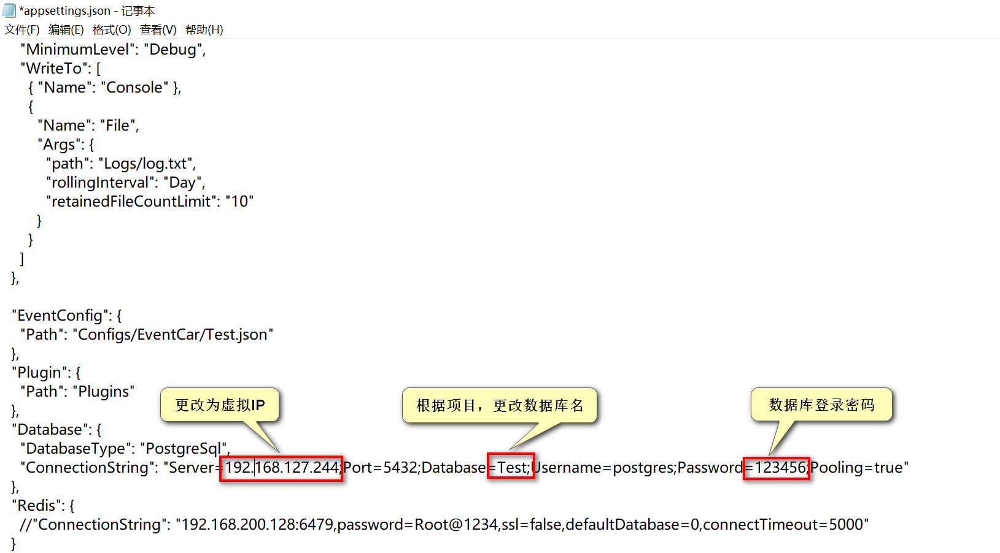 *appsettings.json - 记事本
文件(F) 编辑(E) 格式(O) 查看(V) 帮助(H)
"MinimumLevel": "Debug",
"WriteTo": [
{ "Name": "Console" },
{
"Name": "File",
"Args": {
"path": "Logs/log.txt",
"rollingInterval": "Day",
"retainedFileCountLimit": "10"
}
}
]
},
"EventConfig": {
"Path": "Configs/EventCar/Test.json"
},
"Plugin": {
"Path": "Plugins"
},
更改为虚拟IP
根据项目，更改数据库名
数据库登录密码
"Database": {
"DatabaseType": "PostgreSql",
"ConnectionString": "Server=192.168.127.244;Port=5432;Database=Test;Username=postgres;Password=123456;Pooling=true"
},
"Redis": {
//"ConnectionString": "192.168.200.128:6479,password=Root@1234,ssl=false,defaultDatabase=0,connectTimeout=5000"
}